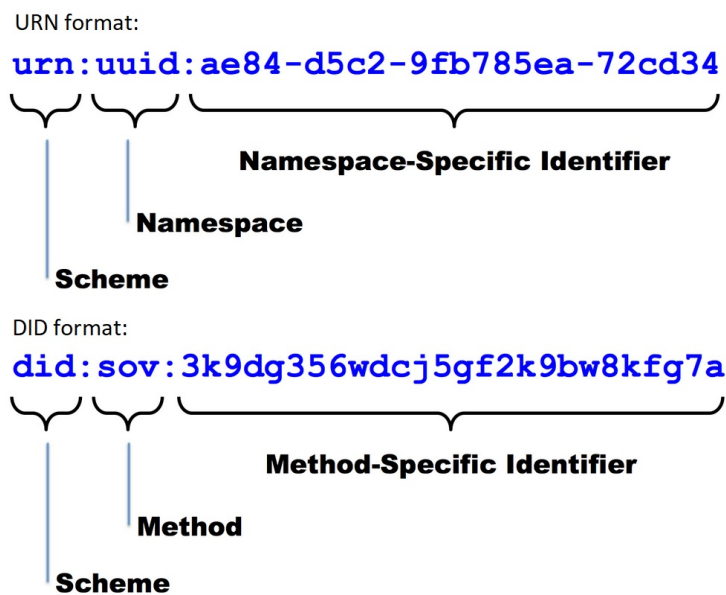 URN format:
urn:uuid:ae84-d5c2-9fb785ea-72cd34
Namespace-Specific Identifier
Namespace
Scheme
DID format:
did:sov:3k9dg356wdcj5gf2k9bw8kfg7a
Method-Specific Identifier
Method
Scheme